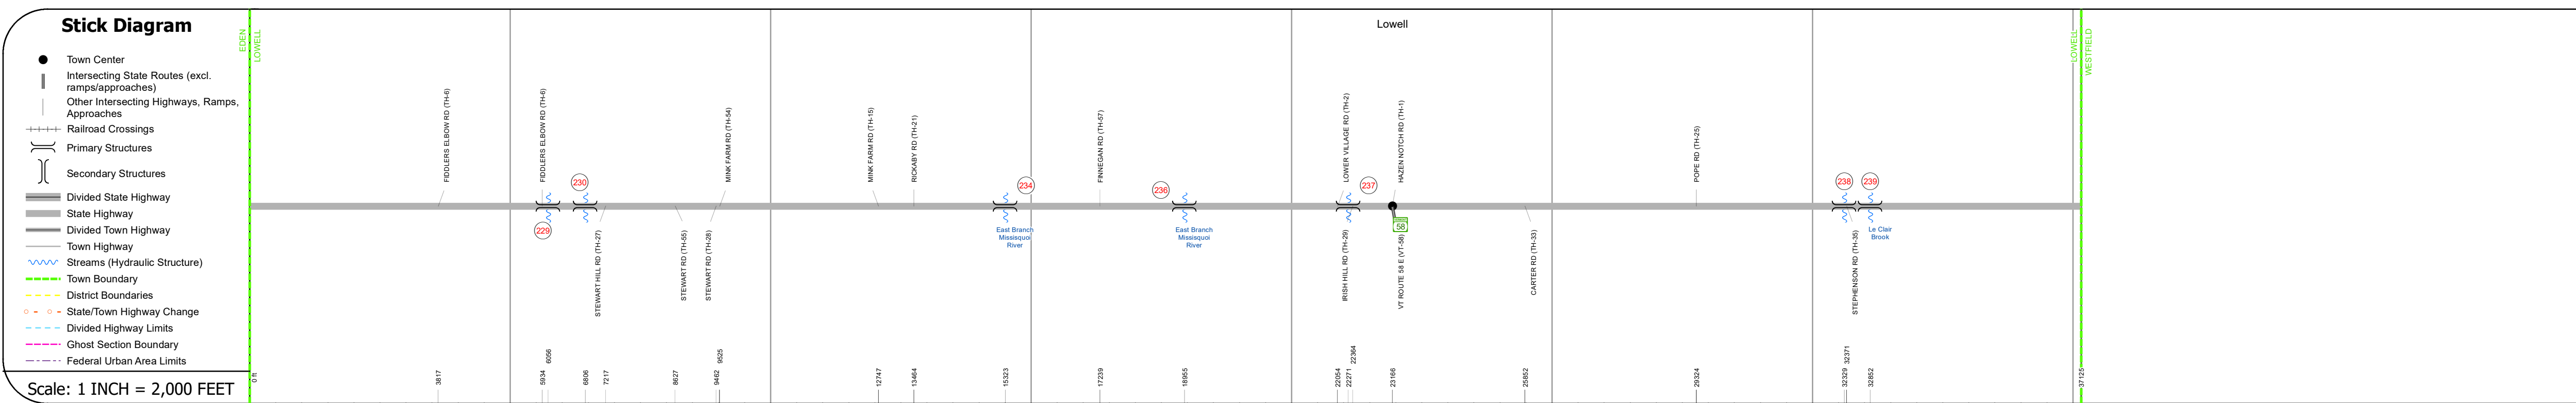 Stick Diagram
Town Center
Intersecting State Routes (excl.
ramps/approaches)
Other Intersecting Highways, Ramps,
Approaches
Railroad Crossings
Primary Structures
Secondary Structures
Divided State Highway
State Highway
Divided Town Highway
Town Highway
Streams (Hydraulic Structure)
Town Boundary
District Boundaries
State/Town Highway Change
Divided Highway Limits
Ghost Section Boundary
Federal Urban Area Limits
Scale: 1 INCH = 2,000 FEET
Lowell
EDEN
LOWELL
LOWELL
WESTFIELD
FIDDLERS ELBOW RD (TH-6)
FIDDLERS ELBOW RD (TH-6)
MINK FARM RD (TH-54)
MINK FARM RD (TH-15)
RICKABY RD (TH-21)
FINNEGAN RD (TH-57)
LOWER VILLAGE RD (TH-2)
HAZEN NOTCH RD (TH-1)
POPE RD (TH-25)
230
234
236
237
238
239
229
58
East Branch
Missisquoi
River
East Branch
Missisquoi
River
Le Clair
Brook
STEWART HILL RD (TH-27)
STEWART RD (TH-55)
STEWART RD (TH-28)
IRISH HILL RD (TH-29)
VT ROUTE 58 E (VT-58)
CARTER RD (TH-33)
STEPHENSON RD (TH-35)
0 ft
3817
5934
6056
6806
7217
8627
9462
9525
12747
13464
15323
17239
18955
22054
22271
22364
23166
25852
29324
32329
32371
32852
37125